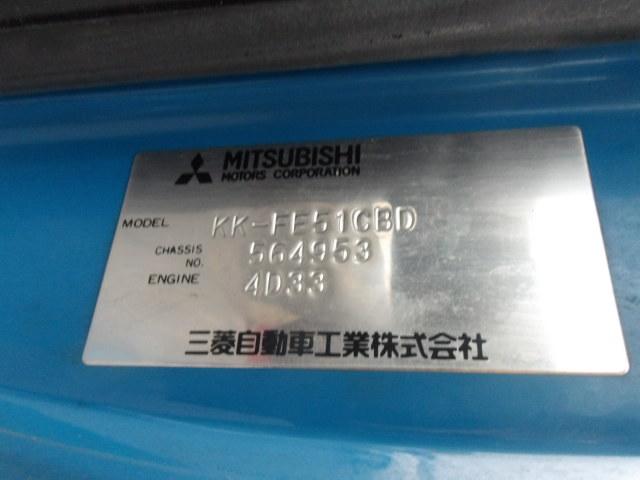 MITSUBISHI
MOTORS CORPORATION
MODEL KK-FE51CBD
CHASSIS NO. 564953
ENGINE 4D33
三菱自動車工業株式会社